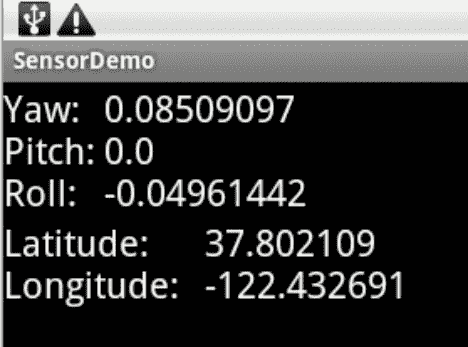 SensorDemo
Yaw: 0.08509097
Pitch: 0.0
Roll: -0.04961442
Latitude: 37.802109
Longitude: -122.432691